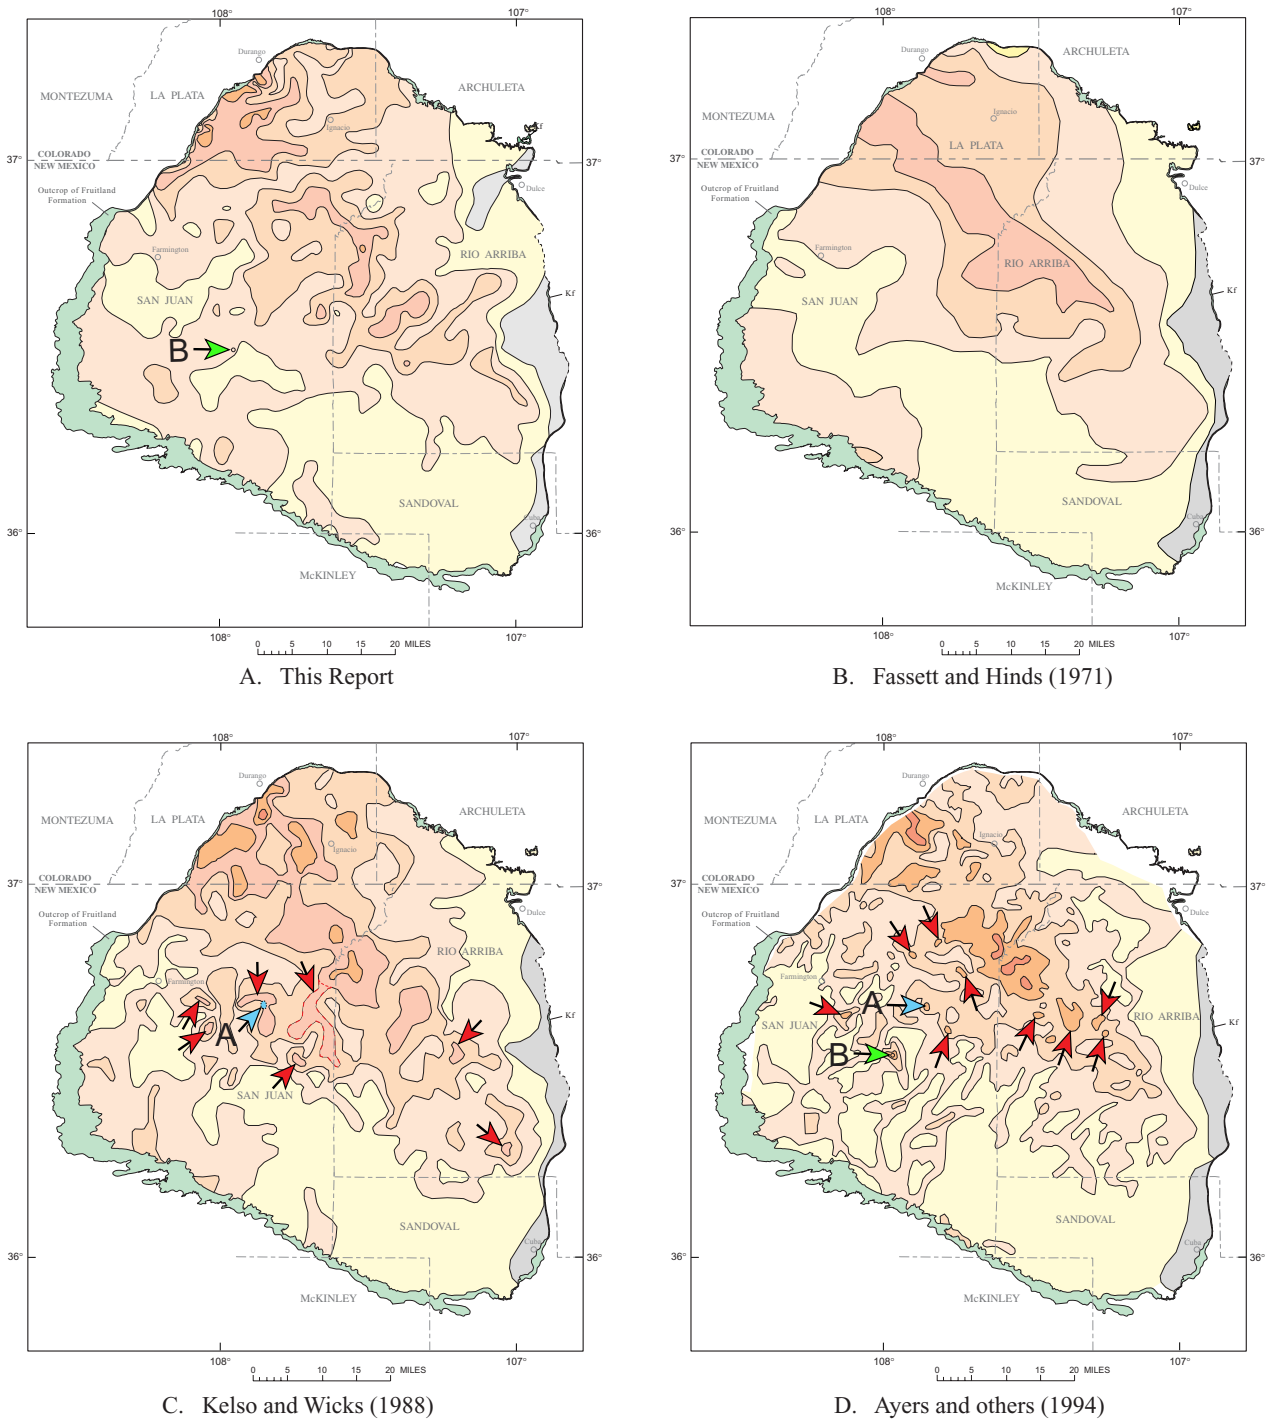 108°
107°
Durango
MONTEZUMA
LA PLATA
ARCHULETA
Ignacio
Kf
37°
COLORADO
NEW MEXICO
37°
Outcrop of Fruitland
Formation
Dulce
Farmington
RIO ARRIBA
SAN JUAN
Kf
B
SANDOVAL
Cuba
36°
36°
McKINLEY
108°
107°
0 5 10 15 20 MILES
A. This Report
108°
107°
Durango
ARCHULETA
MONTEZUMA
Ignacio
LA PLATA
37°
COLORADO
NEW MEXICO
37°
Outcrop of Fruitland
Formation
Dulce
Farmington
RIO ARRIBA
SAN JUAN
Kf
SANDOVAL
Cuba
36°
36°
McKINLEY
108°
107°
0 5 10 15 20 MILES
B. Fassett and Hinds (1971)
108°
107°
Durango
MONTEZUMA
LA PLATA
ARCHULETA
Ignacio
37°
COLORADO
NEW MEXICO
37°
Outcrop of Fruitland
Formation
Dulce
RIO ARRIBA
Farmington
Kf
A
SAN JUAN
SANDOVAL
Cuba
36°
36°
McKINLEY
108°
107°
0 5 10 15 20 MILES
C. Kelso and Wicks (1988)
108°
107°
Durango
MONTEZUMA
LA PLATA
ARCHULETA
Ignacio
37°
COLORADO
NEW MEXICO
37°
Outcrop of Fruitland
Formation
Dulce
Farmington
A
SAN JUAN
RIO ARRIBA
Kf
B
SANDOVAL
Cuba
36°
36°
McKINLEY
108°
107°
0 5 10 15 20 MILES
D. Ayers and others (1994)